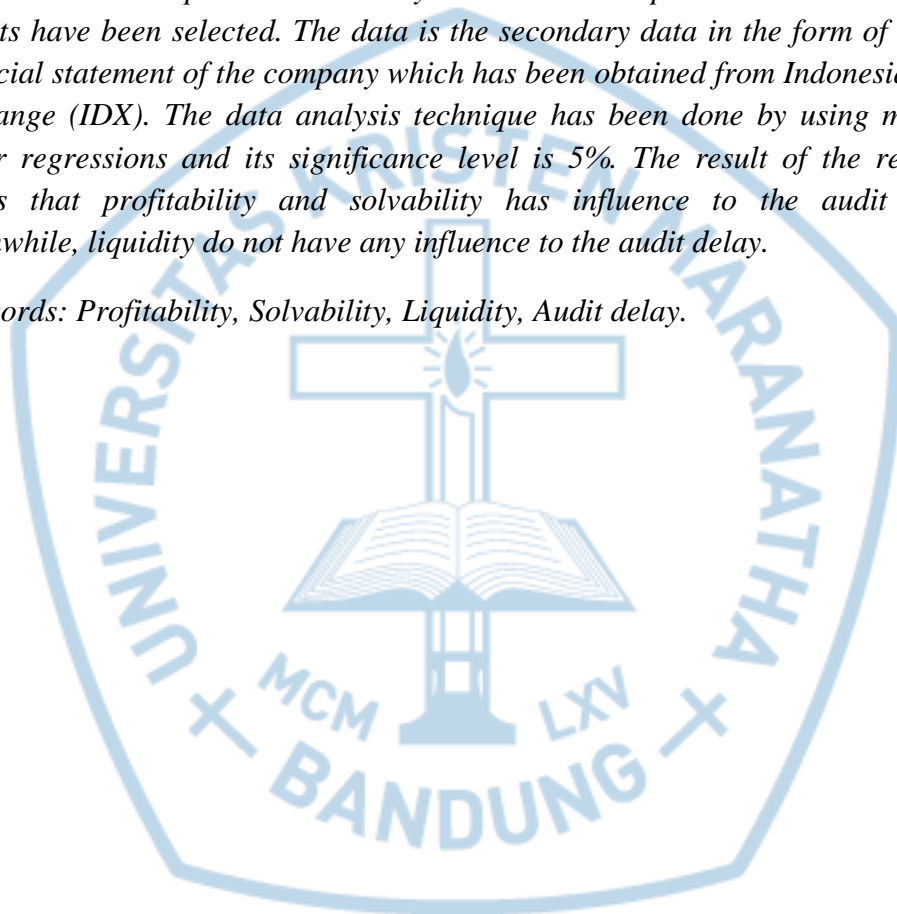 ts have been selected. The data is the secondary data in the form of
cial statement of the company which has been obtained from Indonesia
ange (IDX). The data analysis technique has been done by using m
r regressions and its significance level is 5%. The result of the re
s that profitability and solvability has influence to the audit
while, liquidity do not have any influence to the audit delay.
ords: Profitability, Solvability, Liquidity, Audit delay.
UNIVERSITAS KRISTEN MARANATHA
MCM LXV
BANDUNG